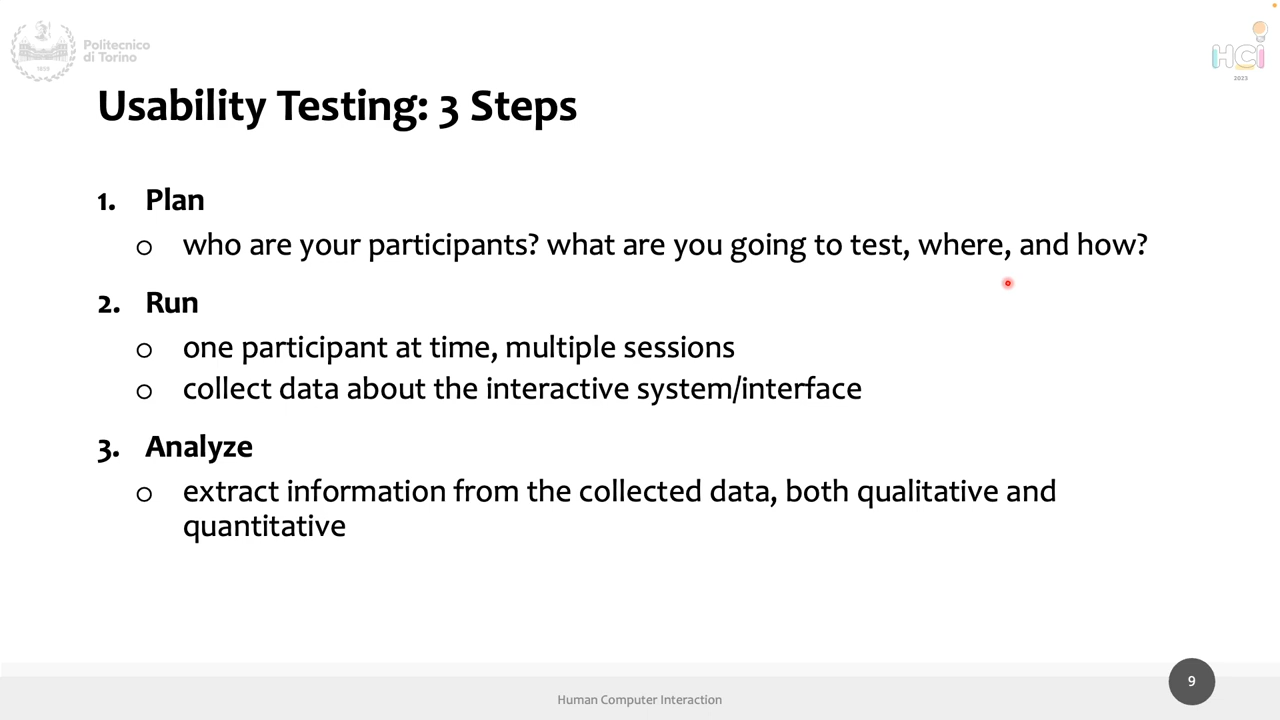 Politecnico
di Torino
1859
HCI
2023
Usability Testing: 3 Steps
1. Plan
o who are your participants? what are you going to test, where, and how?
2. Run
o one participant at time, multiple sessions
o collect data about the interactive system/interface
3. Analyze
o extract information from the collected data, both qualitative and
quantitative
Human Computer Interaction
9